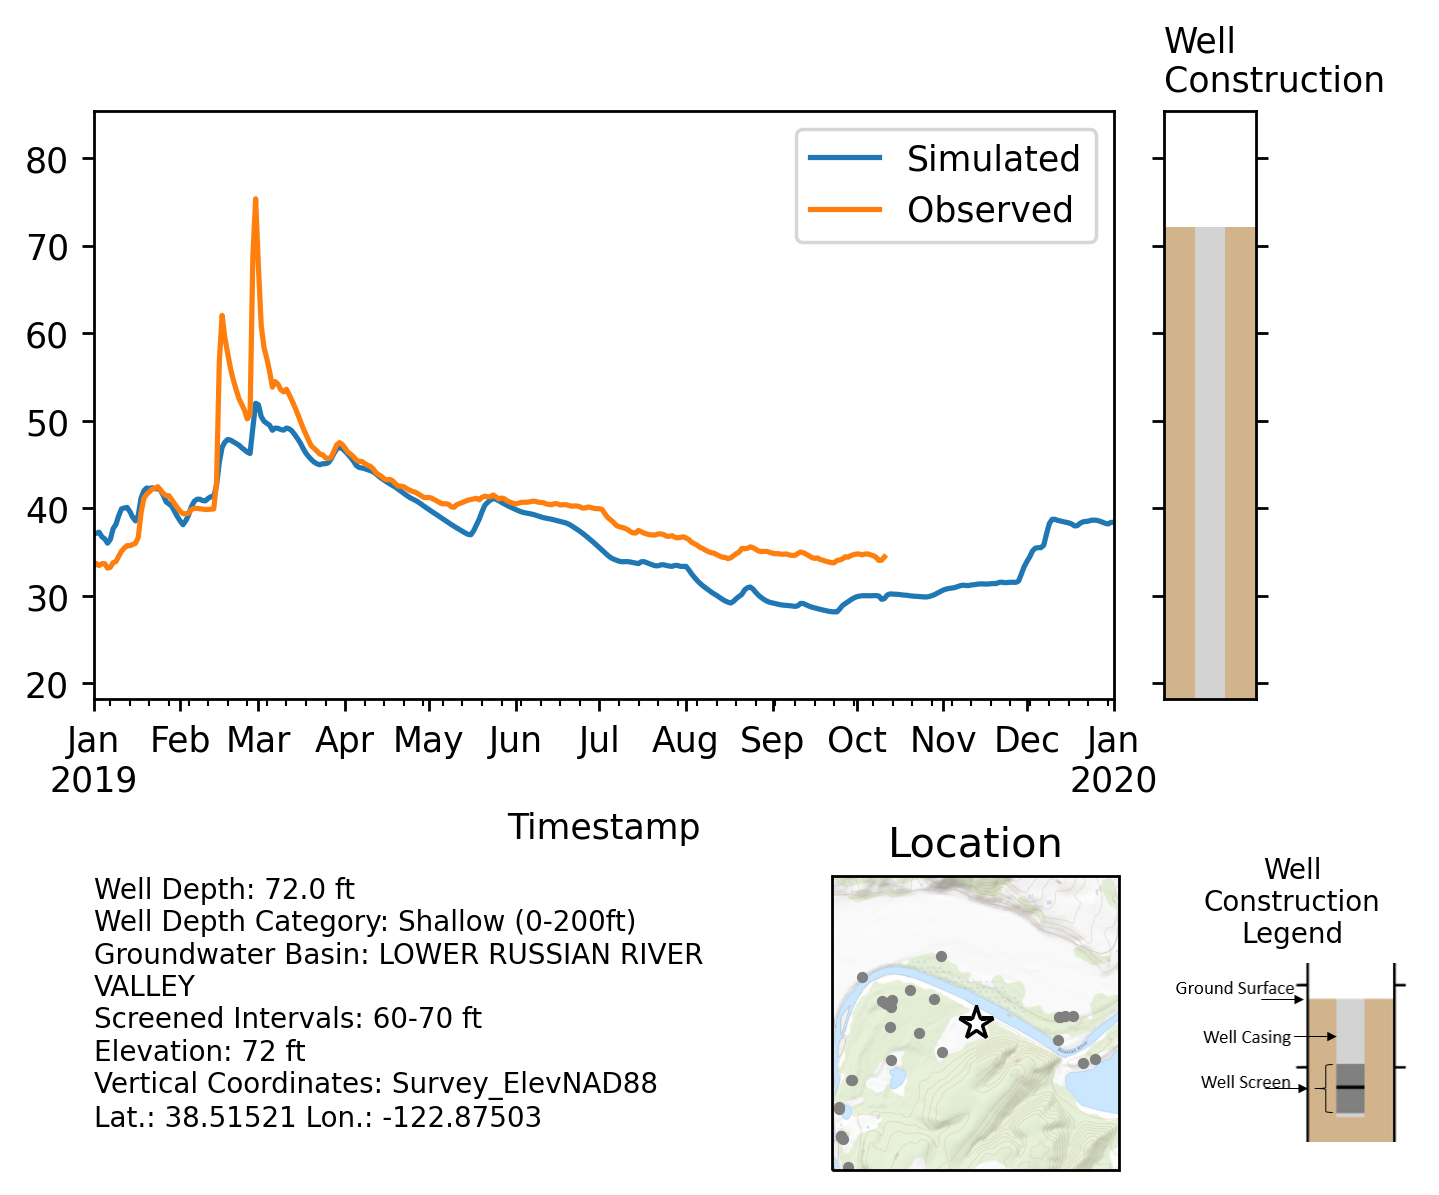 Well
Construction
80
70
60
50
40
30
20
Simulated
Observed
Jan Feb Mar Apr May Jun Jul Aug Sep Oct Nov Dec Jan
2019 2020
Timestamp
Well Depth: 72.0 ft
Well Depth Category: Shallow (0-200ft)
Groundwater Basin: LOWER RUSSIAN RIVER
VALLEY
Screened Intervals: 60-70 ft
Elevation: 72 ft
Vertical Coordinates: Survey_ElevNAD88
Lat.: 38.51521 Lon.: -122.87503
Location
Russian River
Well
Construction
Legend
Ground Surface
Well Casing
Well Screen